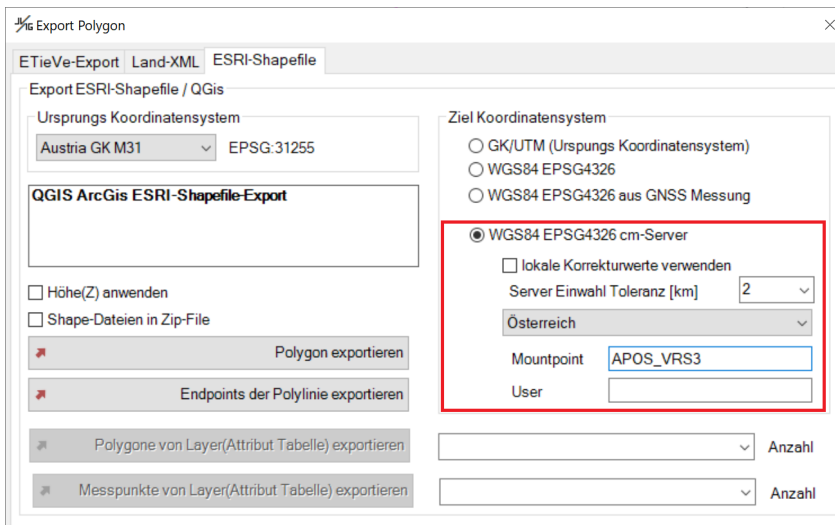 Export Polygon
ETieVe-Export
Land-XML
ESRI-Shapefile
Export ESRI-Shapefile / QGis
Ursprungs Koordinatensystem
Austria GK M31
EPSG:31255
QGIS ArcGis ESRI-Shapefile-Export
Höhe(Z) anwenden
Shape-Dateien in Zip-File
Polygon exportieren
Endpoints der Polylinie exportieren
Polygone von Layer(Attribut Tabelle) exportieren
Messpunkte von Layer(Attribut Tabelle) exportieren
Ziel Koordinatensystem
GK/UTM (Urspungs Koordinatensystem)
WGS84 EPSG4326
WGS84 EPSG4326 aus GNSS Messung
WGS84 EPSG4326 cm-Server
lokale Korrekturwerte verwenden
Server Einwahl Toleranz [km]
2
Österreich
Mountpoint
APOS_VRS3
User
Anzahl
Anzahl